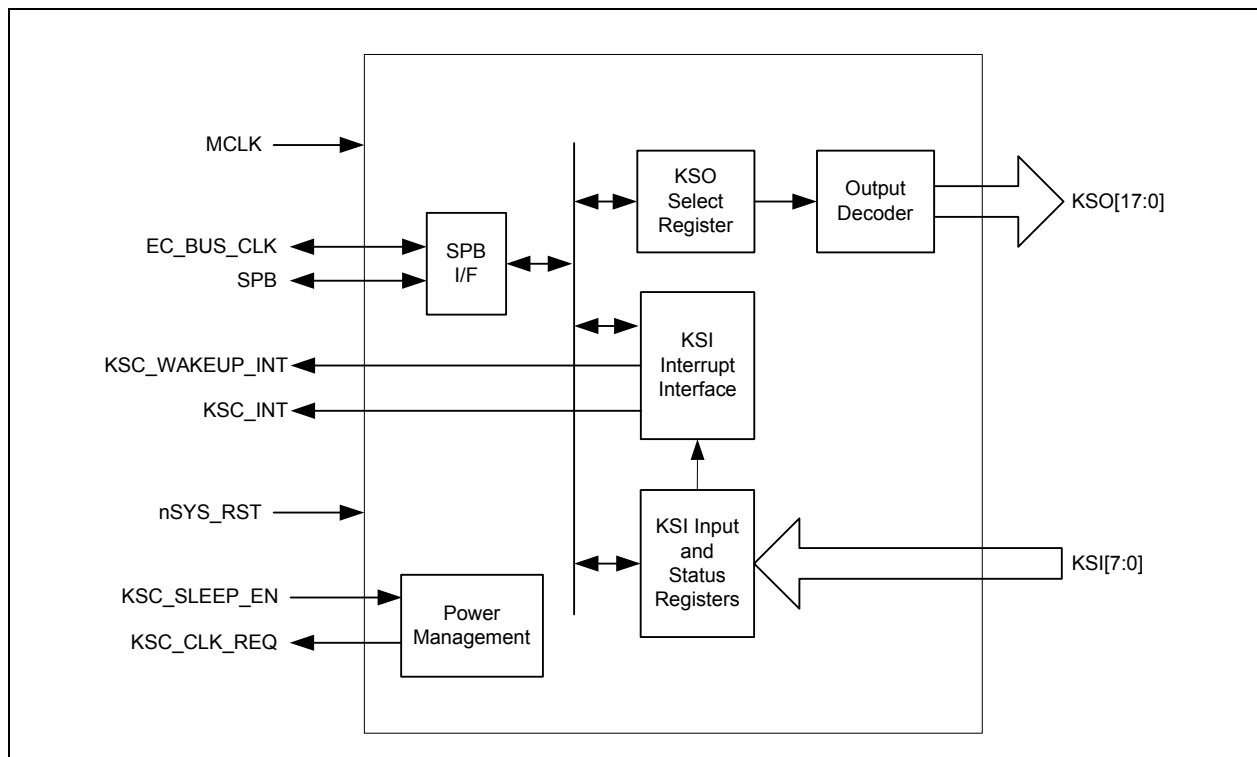 MCLK
EC_BUS_CLK
SPB
KSC_WAKEUP_INT
KSC_INT
nSYS_RST
KSC_SLEEP_EN
KSC_CLK_REQ
SPB
I/F
Power
Management
KSO
Select
Register
Output
Decoder
KSI
Interrupt
Interface
KSI Input
and
Status
Registers
KSO[17:0]
KSI[7:0]